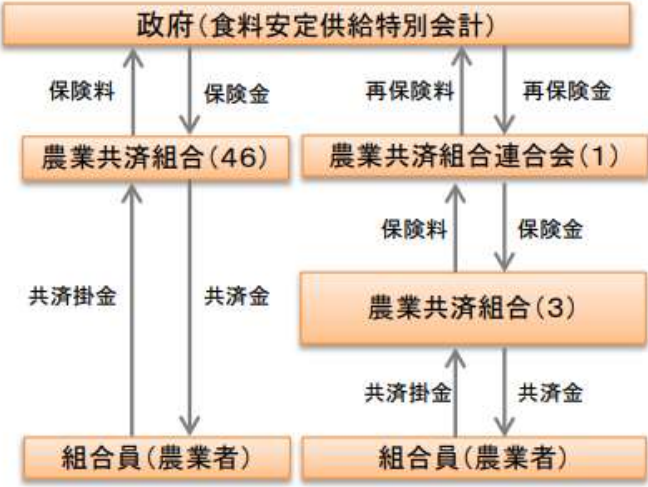 政府(食料安定供給特別会計)
保険料
保険金
再保険料
再保険金
農業共済組合(46)
農業共済組合連合会(1)
保険料
保険金
共済掛金
共済金
農業共済組合(3)
共済掛金
共済金
組合員(農業者)
組合員(農業者)